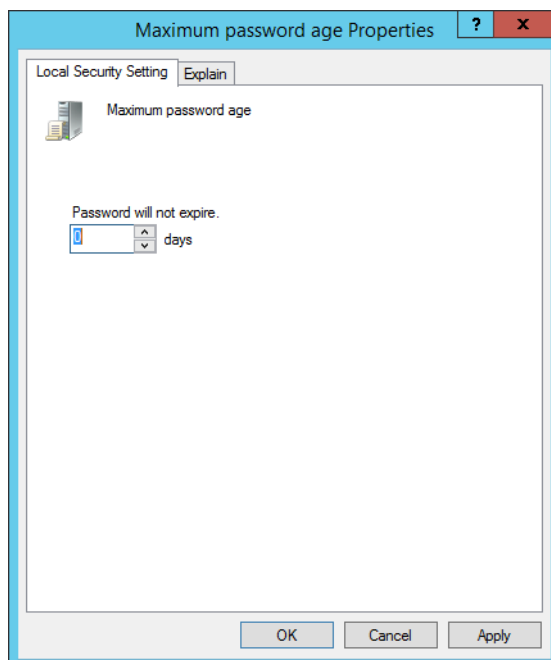 Maximum password age Properties
? x
Local Security Setting
Explain
Maximum password age
Password will not expire.
0 days
OK Cancel Apply